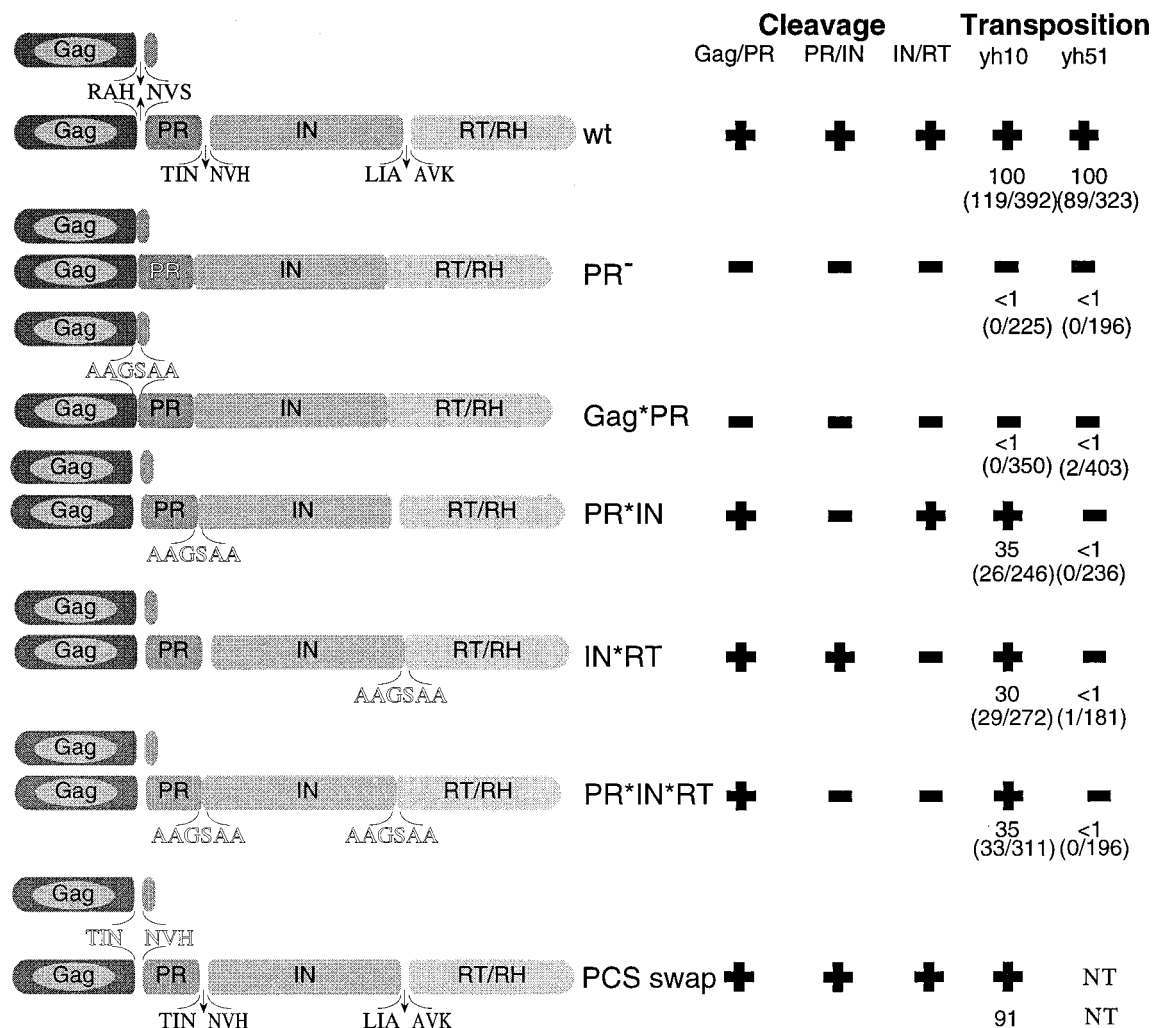 Cleavage Transposition
Gag/PR PR/IN IN/RT yh10 yh51
Gag
RAH NVS
Gag PR IN RT/RH wt + + + + +
TIN NVH LIA AVK
100 100
(119/392) (89/323)
Gag
Gag PR IN RT/RH PR⁻ - - - - -
<1 <1
(0/225) (0/196)
Gag
AAGSAA
Gag PR IN RT/RH Gag*PR - - - - -
<1 <1
(0/350) (2/403)
Gag
Gag PR IN RT/RH PR*IN + - + + -
AAGSAA
35 <1
(26/246) (0/236)
Gag
Gag PR IN RT/RH IN*RT + + - + -
AAGSAA
30 <1
(29/272) (1/181)
Gag
Gag PR IN RT/RH PR*IN*RT + - - + -
AAGSAA AAGSAA
35 <1
(33/311) (0/196)
Gag
TIN NVH
Gag PR IN RT/RH PCS swap + + + + NT
TIN NVH LIA AVK
91 NT